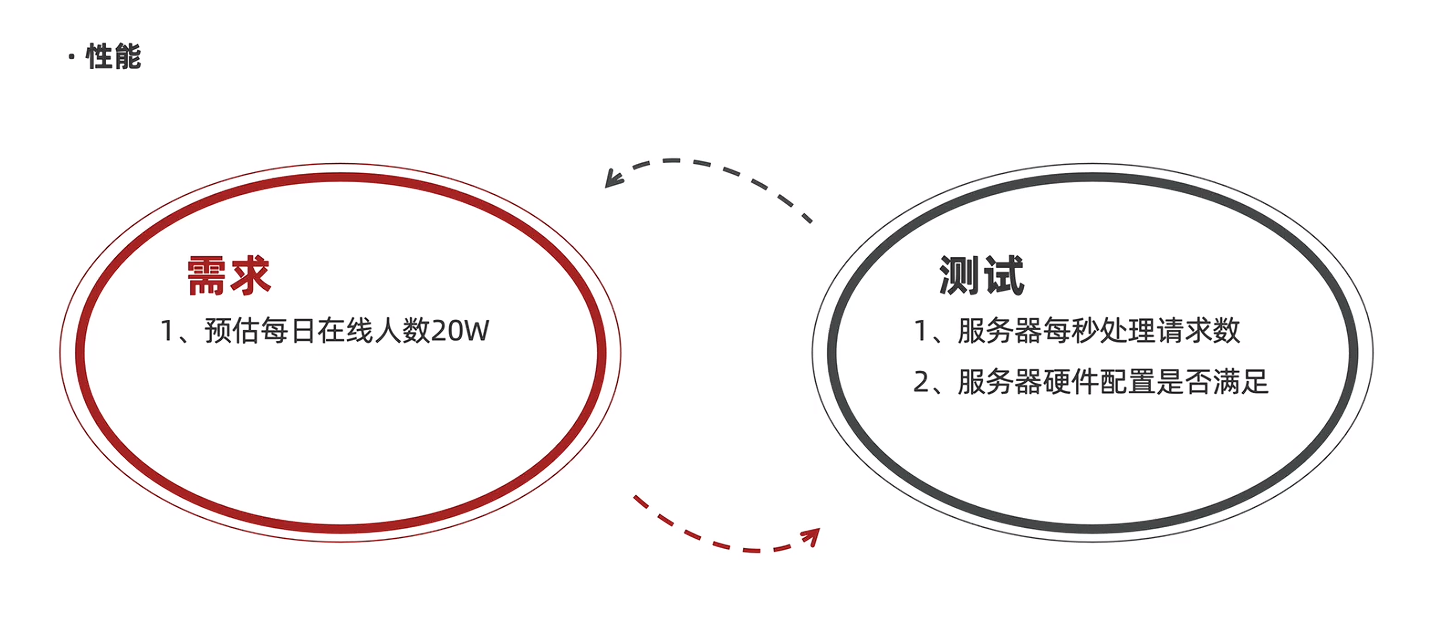 · 性能
需求
1、预估每日在线人数20W
测试
1、服务器每秒处理请求数
2、服务器硬件配置是否满足